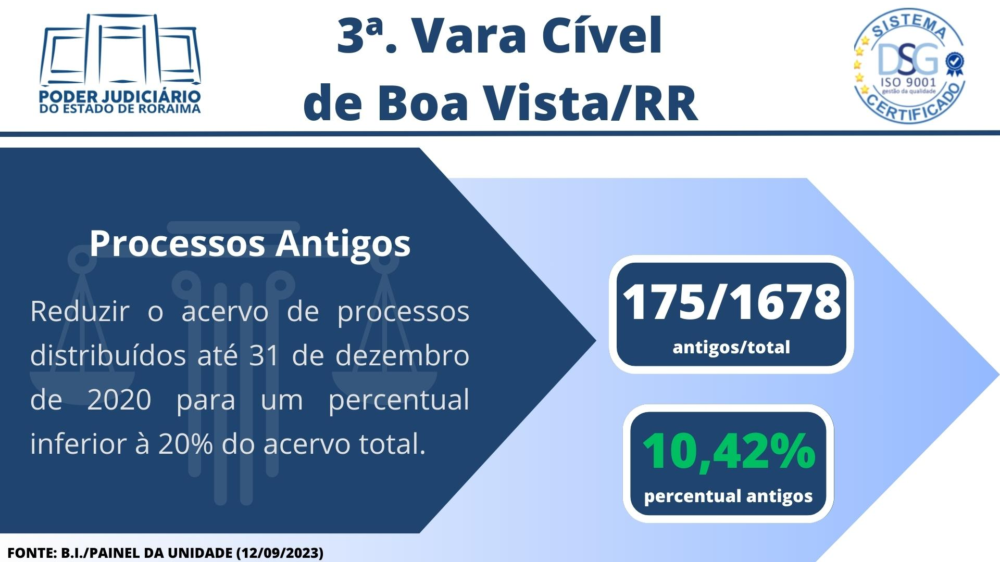 PODER JUDICIÁRIO
DO ESTADO DE RORAIMA
3ª. Vara Cível
de Boa Vista/RR
SISTEMA
DSG
ISO 9001
gestão da qualidade
CERTIFICADO
Processos Antigos
Reduzir o acervo de processos
distribuídos até 31 de dezembro
de 2020 para um percentual
inferior à 20% do acervo total.
175/1678
antigos/total
10,42%
percentual antigos
FONTE: B.I./PAINEL DA UNIDADE (12/09/2023)